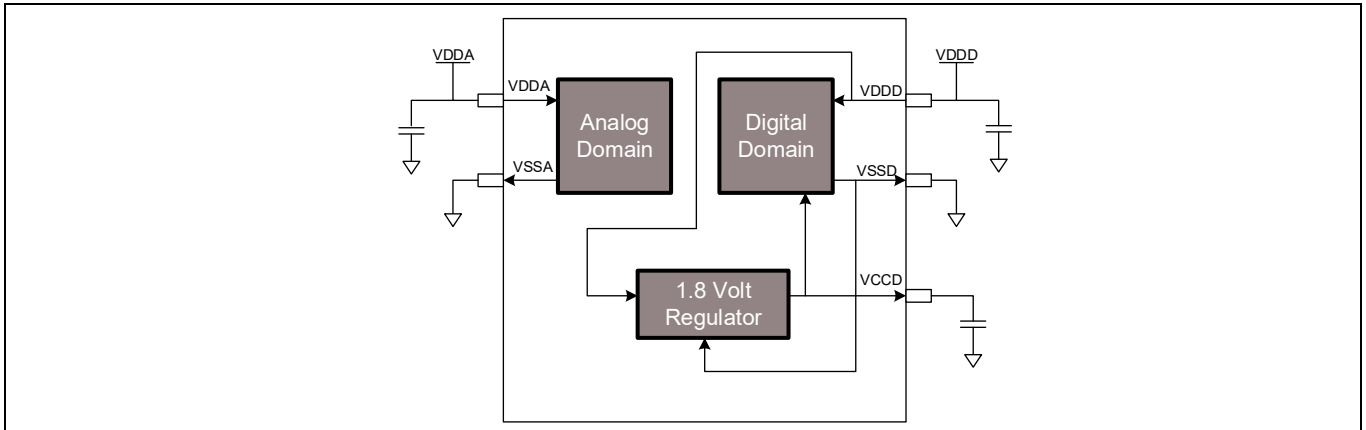 VDDA
VDDD
VDDA
VDDD
Analog
Domain
Digital
Domain
VSSA
VSSD
VCCD
1.8 Volt
Regulator